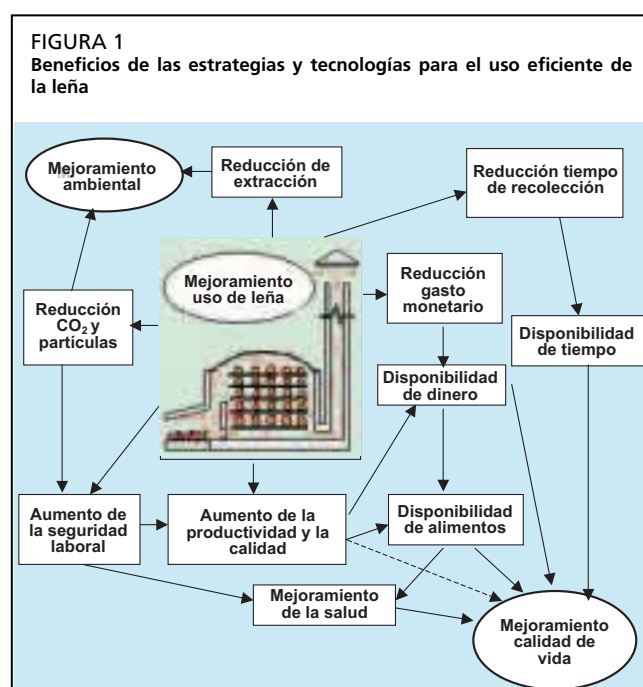 FIGURA 1
Beneficios de las estrategias y tecnologías para el uso eficiente de
la leña
Mejoramiento
ambiental
Reducción de
extracción
Reducción tiempo
de recolección
Mejoramiento
uso de leña
Reducción
gasto
monetario
Reducción
CO₂ y
partículas
Disponibilidad
de tiempo
Disponibilidad
de dinero
Aumento de
la seguridad
laboral
Aumento de la
productividad y la
calidad
Disponibilidad
de alimentos
Mejoramiento
de la salud
Mejoramiento
calidad de
vida